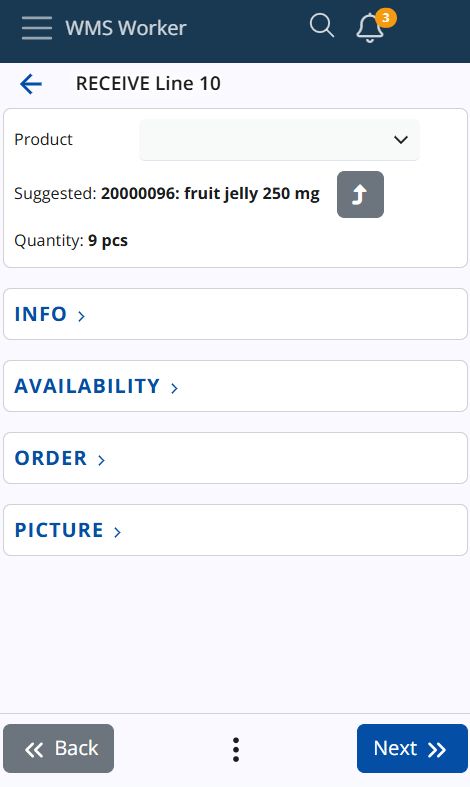 WMS Worker
3
RECEIVE Line 10
Product
Suggested: 20000096: fruit jelly 250 mg
Quantity: 9 pcs
INFO
AVAILABILITY
ORDER
PICTURE
Back
Next